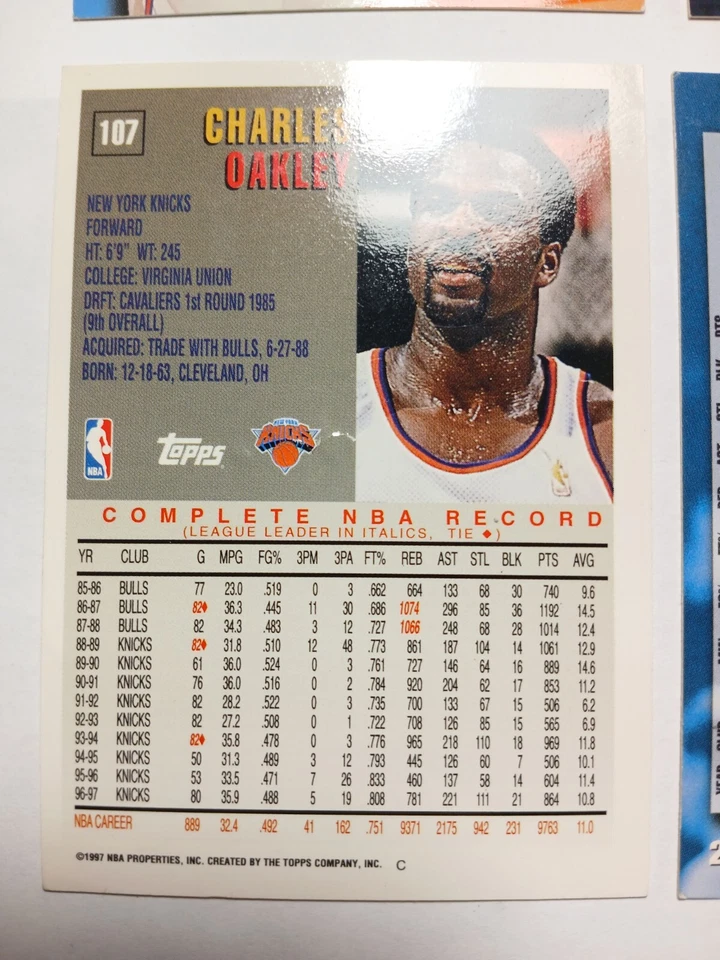 107
CHARLES
OAKLEY
NEW YORK KNICKS
FORWARD
HT: 6'9" WT: 245
COLLEGE: VIRGINIA UNION
DRFT: CAVALIERS 1st ROUND 1985
(9th OVERALL)
ACQUIRED: TRADE WITH BULLS, 6-27-88
BORN: 12-18-63, CLEVELAND, OH
NBA
Topps
NEW YORK
KNICKS
COMPLETE NBA RECORD
(LEAGUE LEADER IN ITALICS, TIE ♦)
YR CLUB G MPG FG% 3PM 3PA FT% REB AST STL BLK PTS AVG
85-86 BULLS 77 23.0 .519 0 3 .662 664 133 68 30 740 9.6
86-87 BULLS 82♦ 36.3 .445 11 30 .686 1074 296 85 36 1192 14.5
87-88 BULLS 82 34.3 .483 3 12 .727 1066 248 68 28 1014 12.4
88-89 KNICKS 82♦ 31.8 .510 12 48 .773 861 187 104 14 1061 12.9
89-90 KNICKS 61 36.0 .524 0 3 .761 727 146 64 16 889 14.6
90-91 KNICKS 76 36.0 .516 0 2 .784 920 204 62 17 853 11.2
91-92 KNICKS 82 28.2 .522 0 3 .735 700 133 67 15 506 6.2
92-93 KNICKS 82 27.2 .508 0 1 .722 708 126 85 15 565 6.9
93-94 KNICKS 82♦ 35.8 .478 0 3 .776 965 218 110 18 969 11.8
94-95 KNICKS 50 31.3 .489 3 12 .793 445 126 60 7 506 10.1
95-96 KNICKS 53 33.5 .471 7 26 .833 460 137 58 14 604 11.4
96-97 KNICKS 80 35.9 .488 5 19 .808 781 221 111 21 864 10.8
NBA CAREER 889 32.4 .492 41 162 .751 9371 2175 942 231 9763 11.0
©1997 NBA PROPERTIES, INC. CREATED BY THE TOPPS COMPANY, INC. C